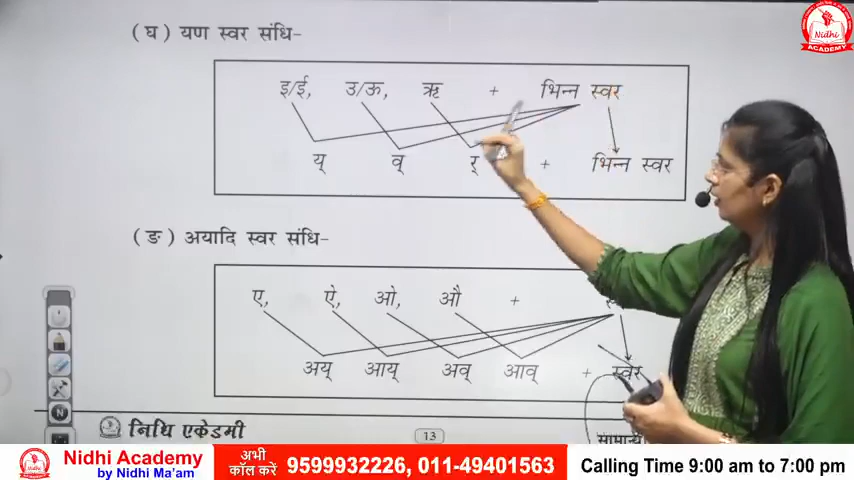 ( घ ) यण स्वर संधि-
इ/ई, उ/ऊ, ऋ + भिन्न स्वर
य् व् र् + भिन्न स्वर
( ङ ) अयादि स्वर संधि-
ए, ऐ, ओ, औ +
अय् आय् अव् आव् + स्वर
निधि एकेडमी
13
सामान्य
Nidhi
ACADEMY
Nidhi Academy
by Nidhi Ma'am
अभी
कॉल करें
9599932226, 011-49401563
Calling Time 9:00 am to 7:00 pm